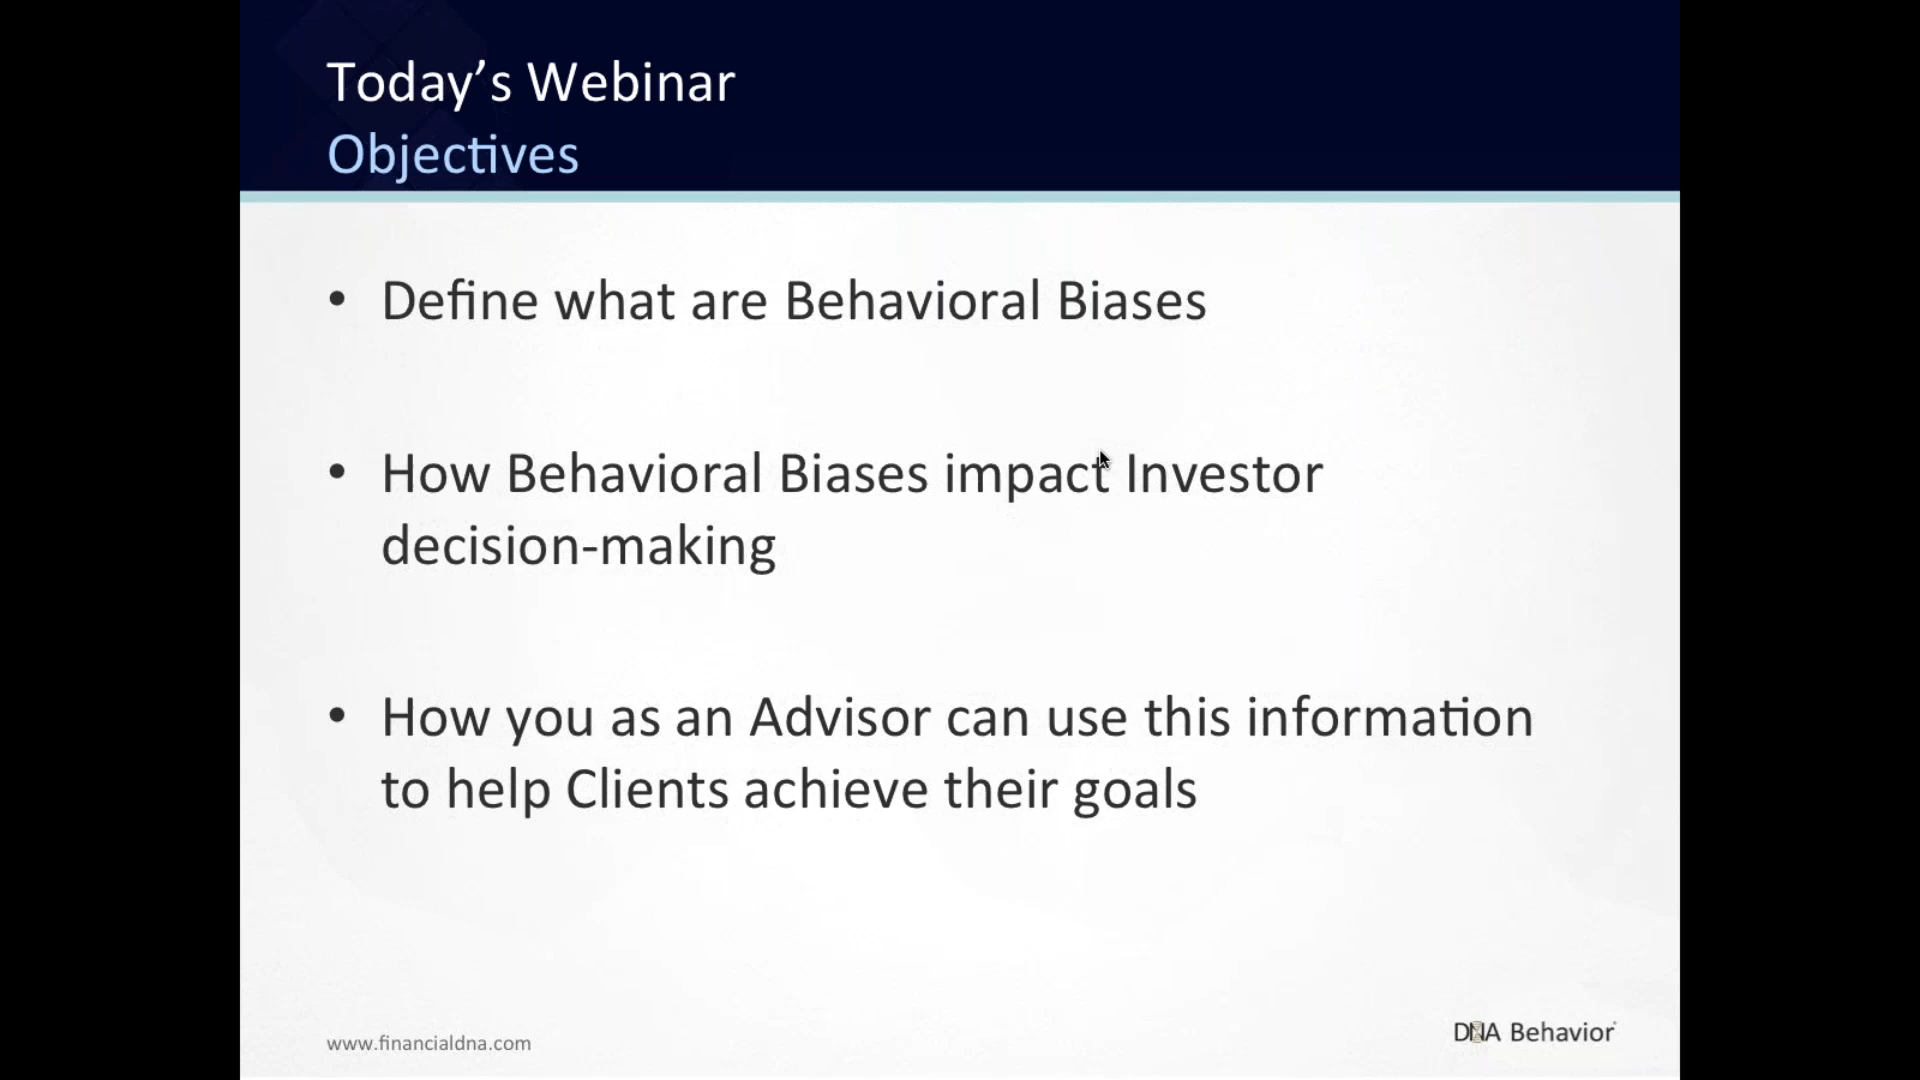 Today’s Webinar
Objectives
• Define what are Behavioral Biases
• How Behavioral Biases impact Investor
decision-making
• How you as an Advisor can use this information
to help Clients achieve their goals
www.financialdna.com
DNA Behavior